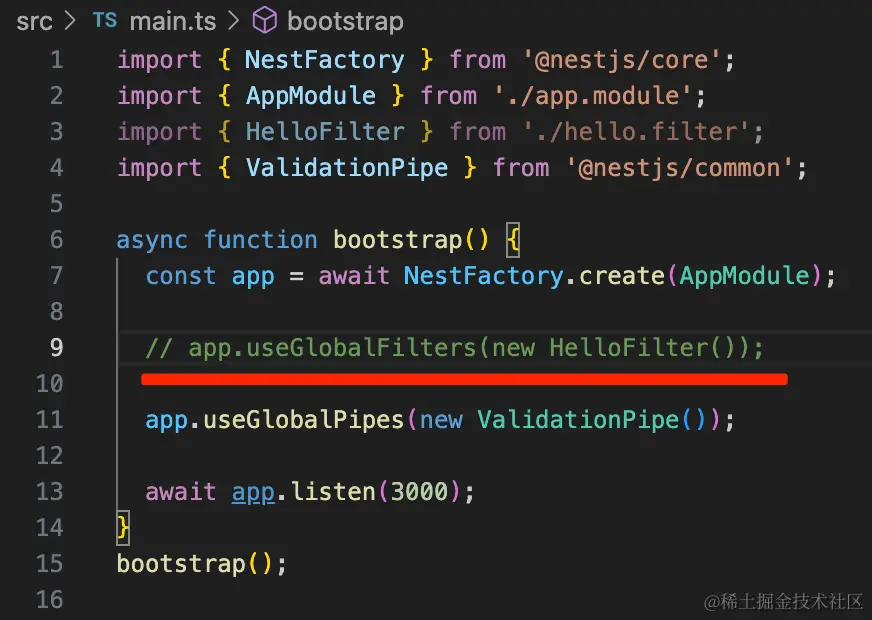 src > TS main.ts > bootstrap
1 import { NestFactory } from '@nestjs/core';
2 import { AppModule } from './app.module';
3 import { HelloFilter } from './hello.filter';
4 import { ValidationPipe } from '@nestjs/common';
5
6 async function bootstrap() {
7 const app = await NestFactory.create(AppModule);
8
9 // app.useGlobalFilters(new HelloFilter());
10
11 app.useGlobalPipes(new ValidationPipe());
12
13 await app.listen(3000);
14 }
15 bootstrap();
16
@稀土掘金技术社区